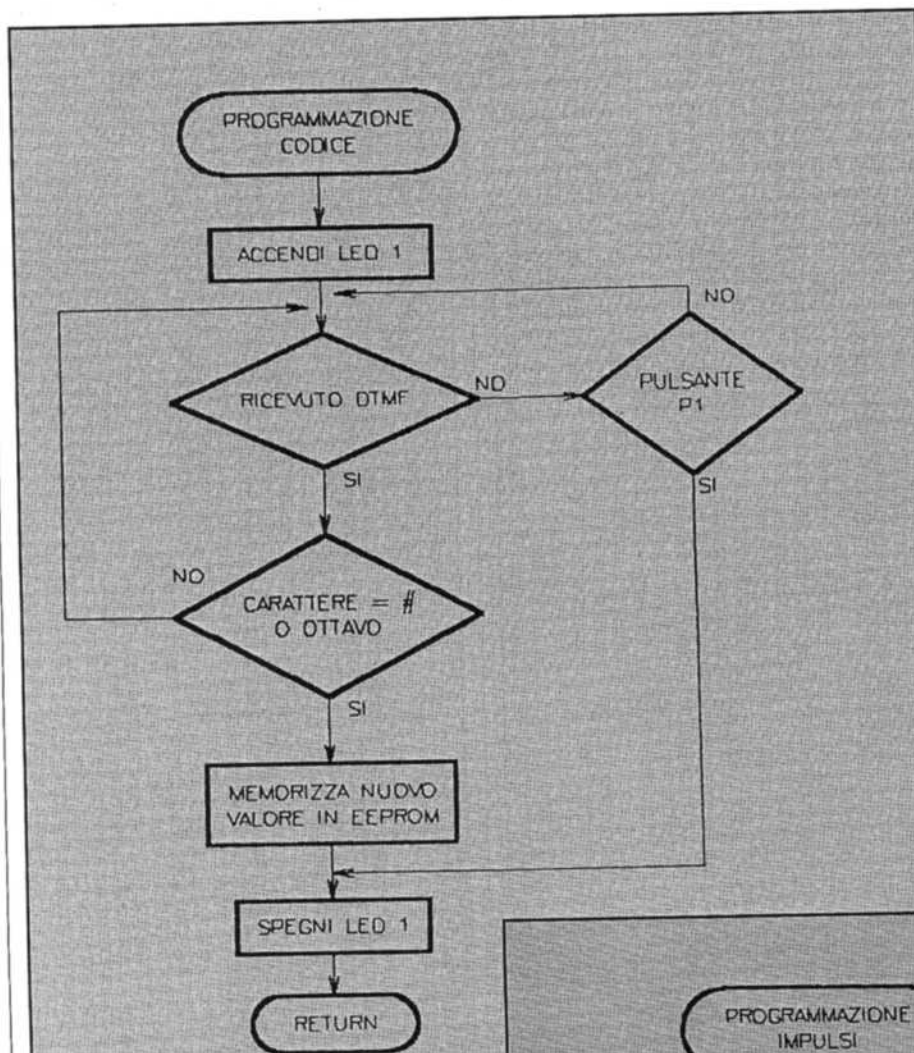 PROGRAMMAZIONE
CODICE
ACCENDI LED 1
NO
RICEVUTO DTMF
NO
PULSANTE
P1
SI
SI
NO
CARATTERE = #
O OTTAVO
SI
MEMORIZZA NUOVO
VALORE IN EEPROM
SPEGNI LED 1
RETURN
PROGRAMMAZIONE
IMPULSI